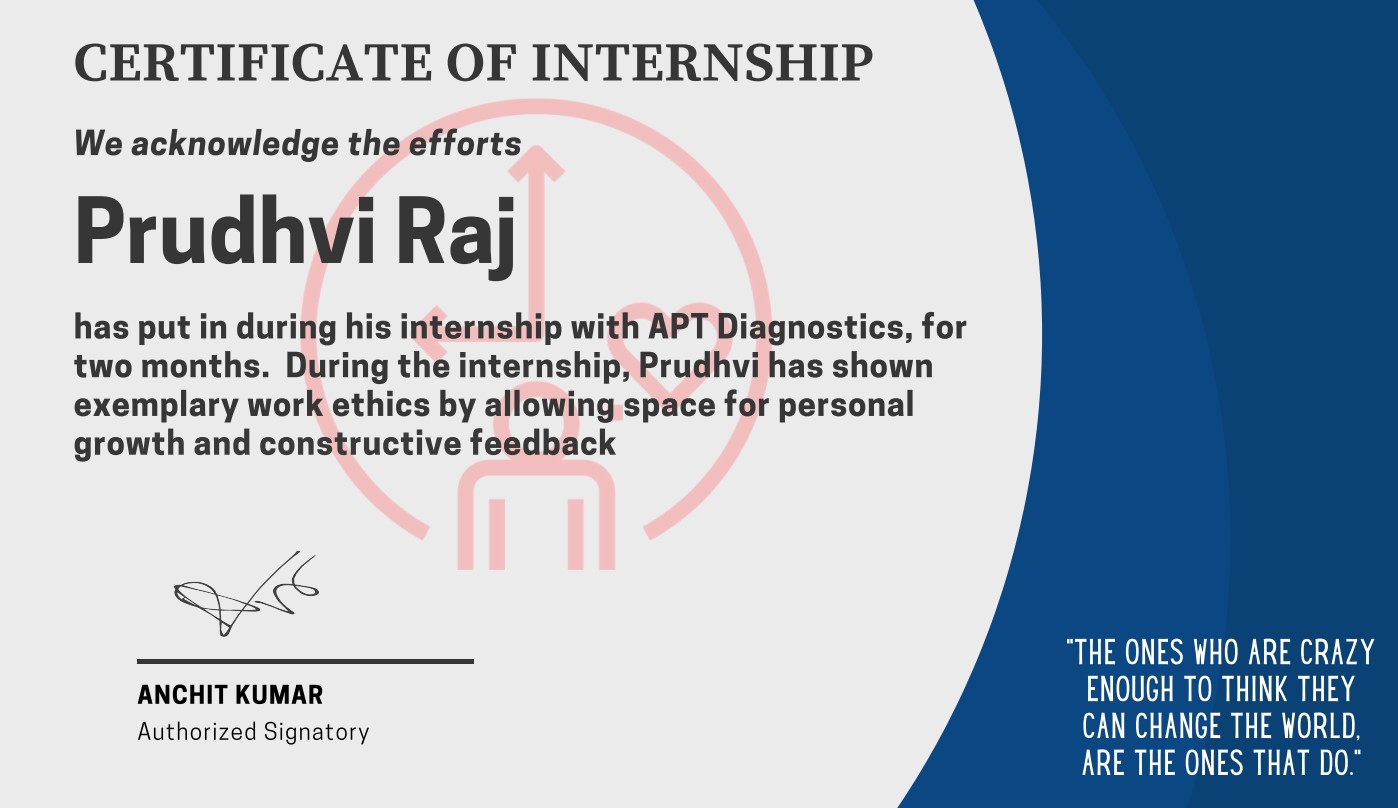 CERTIFICATE OF INTERNSHIP
We acknowledge the efforts
Prudhvi Raj
has put in during his internship with APT Diagnostics, for
two months.  During the internship, Prudhvi has shown
exemplary work ethics by allowing space for personal
growth and constructive feedback
ANCHIT KUMAR
Authorized Signatory
"THE ONES WHO ARE CRAZY
ENOUGH TO THINK THEY
CAN CHANGE THE WORLD,
ARE THE ONES THAT DO."